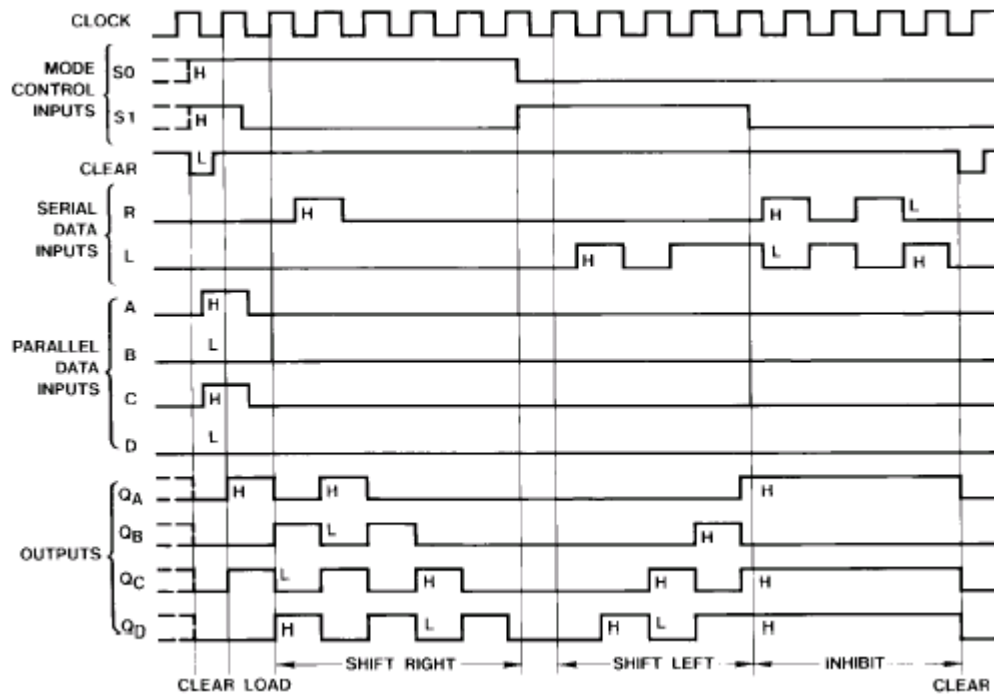 CLOCK
MODE
CONTROL
INPUTS
S0
H
S1
H
CLEAR
L
SERIAL
DATA
INPUTS
R
H
H
L
L
H
L
H
PARALLEL
DATA
INPUTS
A
H
B
L
C
H
D
L
OUTPUTS
QA
H
H
H
QB
L
H
QC
L
H
H
H
QD
H
L
H
L
H
SHIFT RIGHT
SHIFT LEFT
INHIBIT
CLEAR LOAD
CLEAR